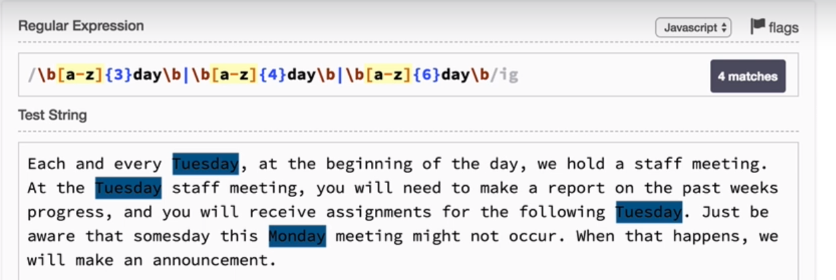 Regular Expression
Javascript
flags
/\b[a-z]{3}day\b|\b[a-z]{4}day\b|\b[a-z]{6}day\b/ig
4 matches
Test String
Each and every Tuesday, at the beginning of the day, we hold a staff meeting.
At the Tuesday staff meeting, you will need to make a report on the past weeks
progress, and you will receive assignments for the following Tuesday. Just be
aware that somesday this Monday meeting might not occur. When that happens, we
will make an announcement.